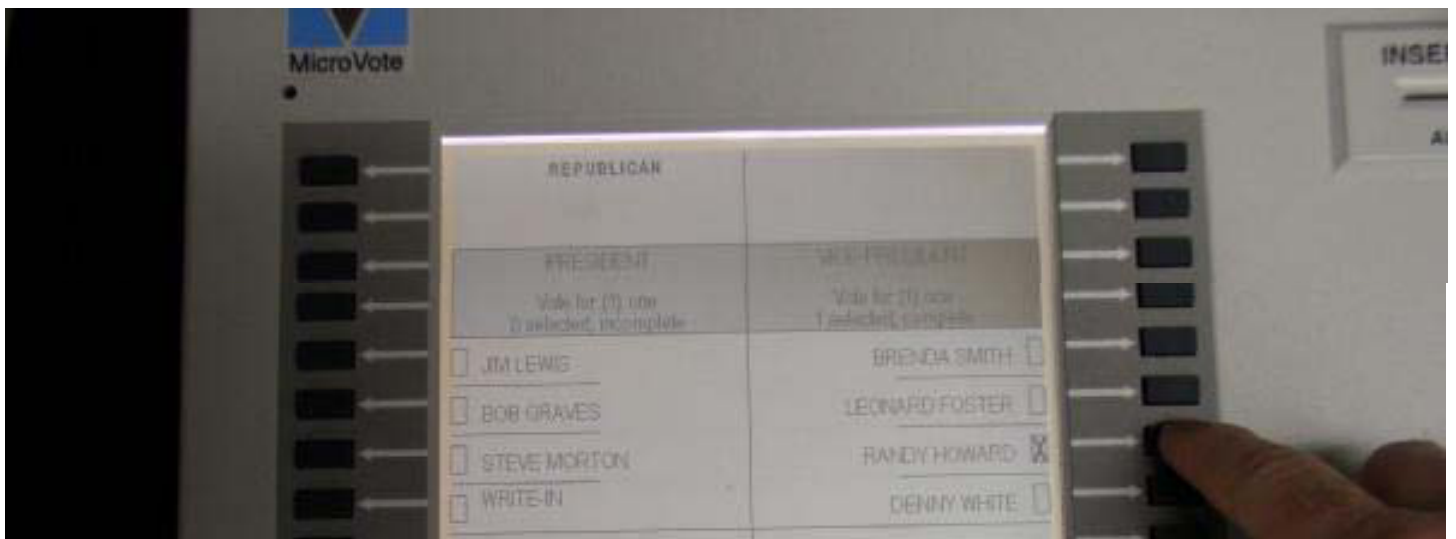 MicroVote
REPUBLICAN
PRESIDENT
Vote for (1) one
0 selected, incomplete
JIM LEWIS
BOB GRAVES
STEVE MORTON
WRITE-IN
VICE-PRESIDENT
Vote for (1) one
1 selected, complete
BRENDA SMITH
LEONARD FOSTER
RANDY HOWARD
DENNY WHITE